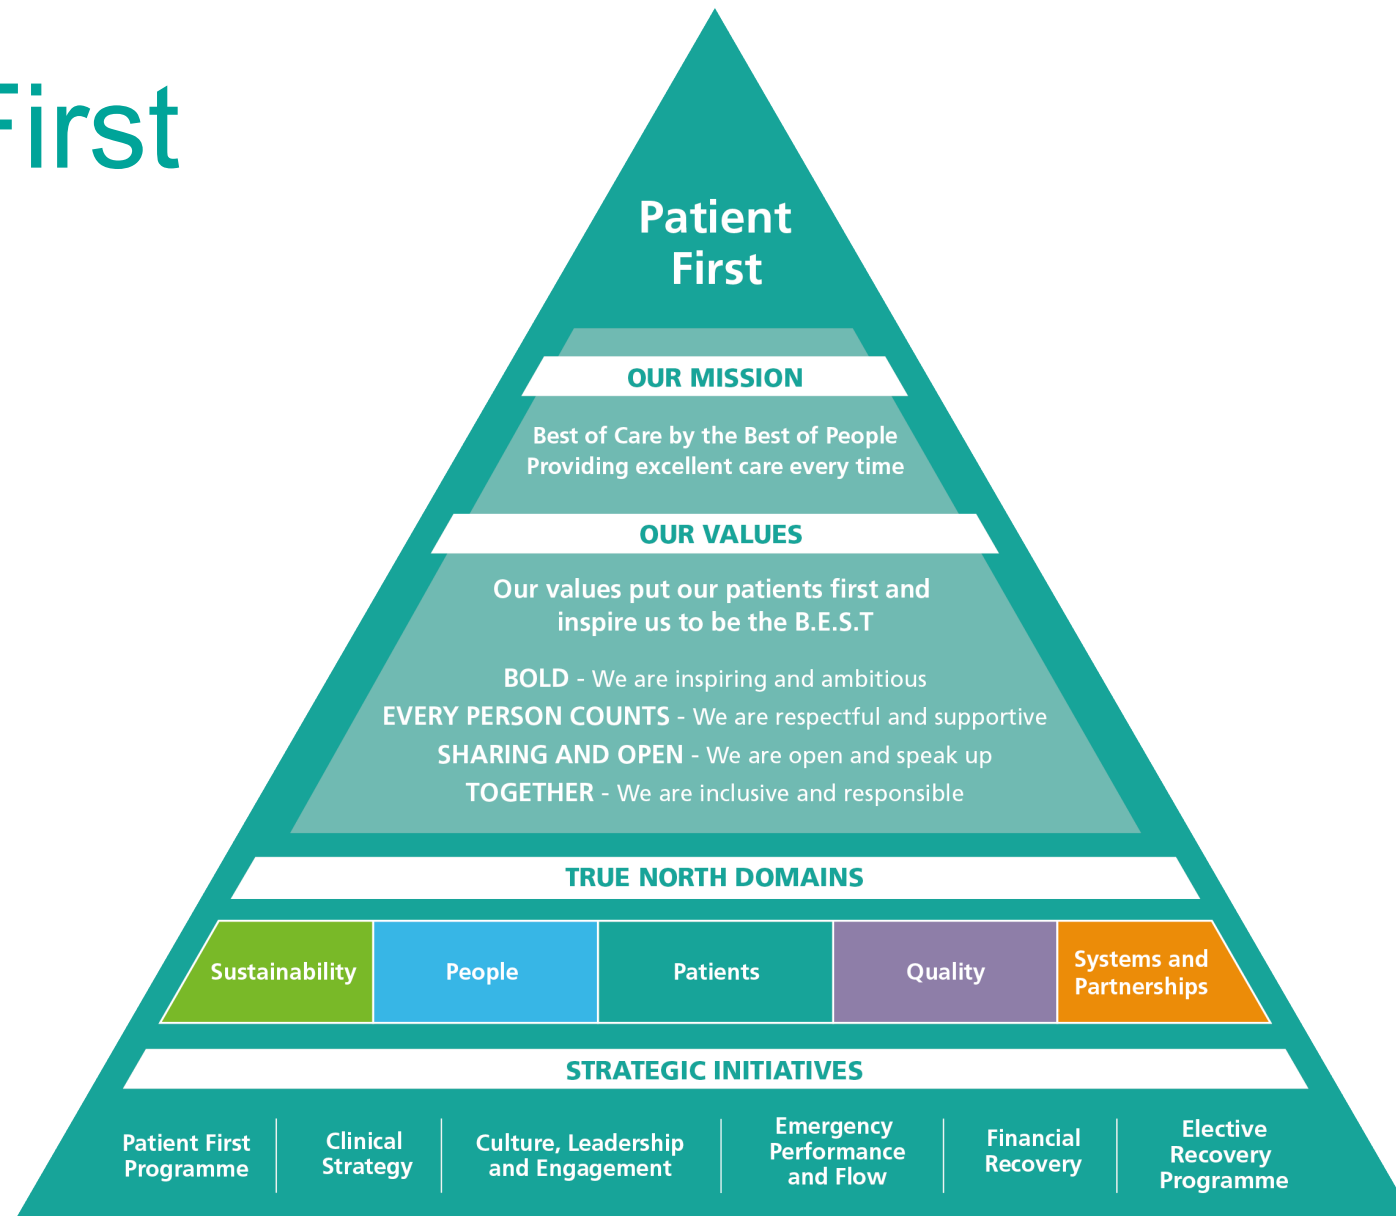 First
Patient
First
OUR MISSION
Best of Care by the Best of People
Providing excellent care every time
OUR VALUES
Our values put our patients first and
inspire us to be the B.E.S.T
BOLD - We are inspiring and ambitious
EVERY PERSON COUNTS - We are respectful and supportive
SHARING AND OPEN - We are open and speak up
TOGETHER - We are inclusive and responsible
TRUE NORTH DOMAINS
Sustainability
People
Patients
Quality
Systems and
Partnerships
STRATEGIC INITIATIVES
Patient First
Programme
Clinical
Strategy
Culture, Leadership
and Engagement
Emergency
Performance
and Flow
Financial
Recovery
Elective
Recovery
Programme